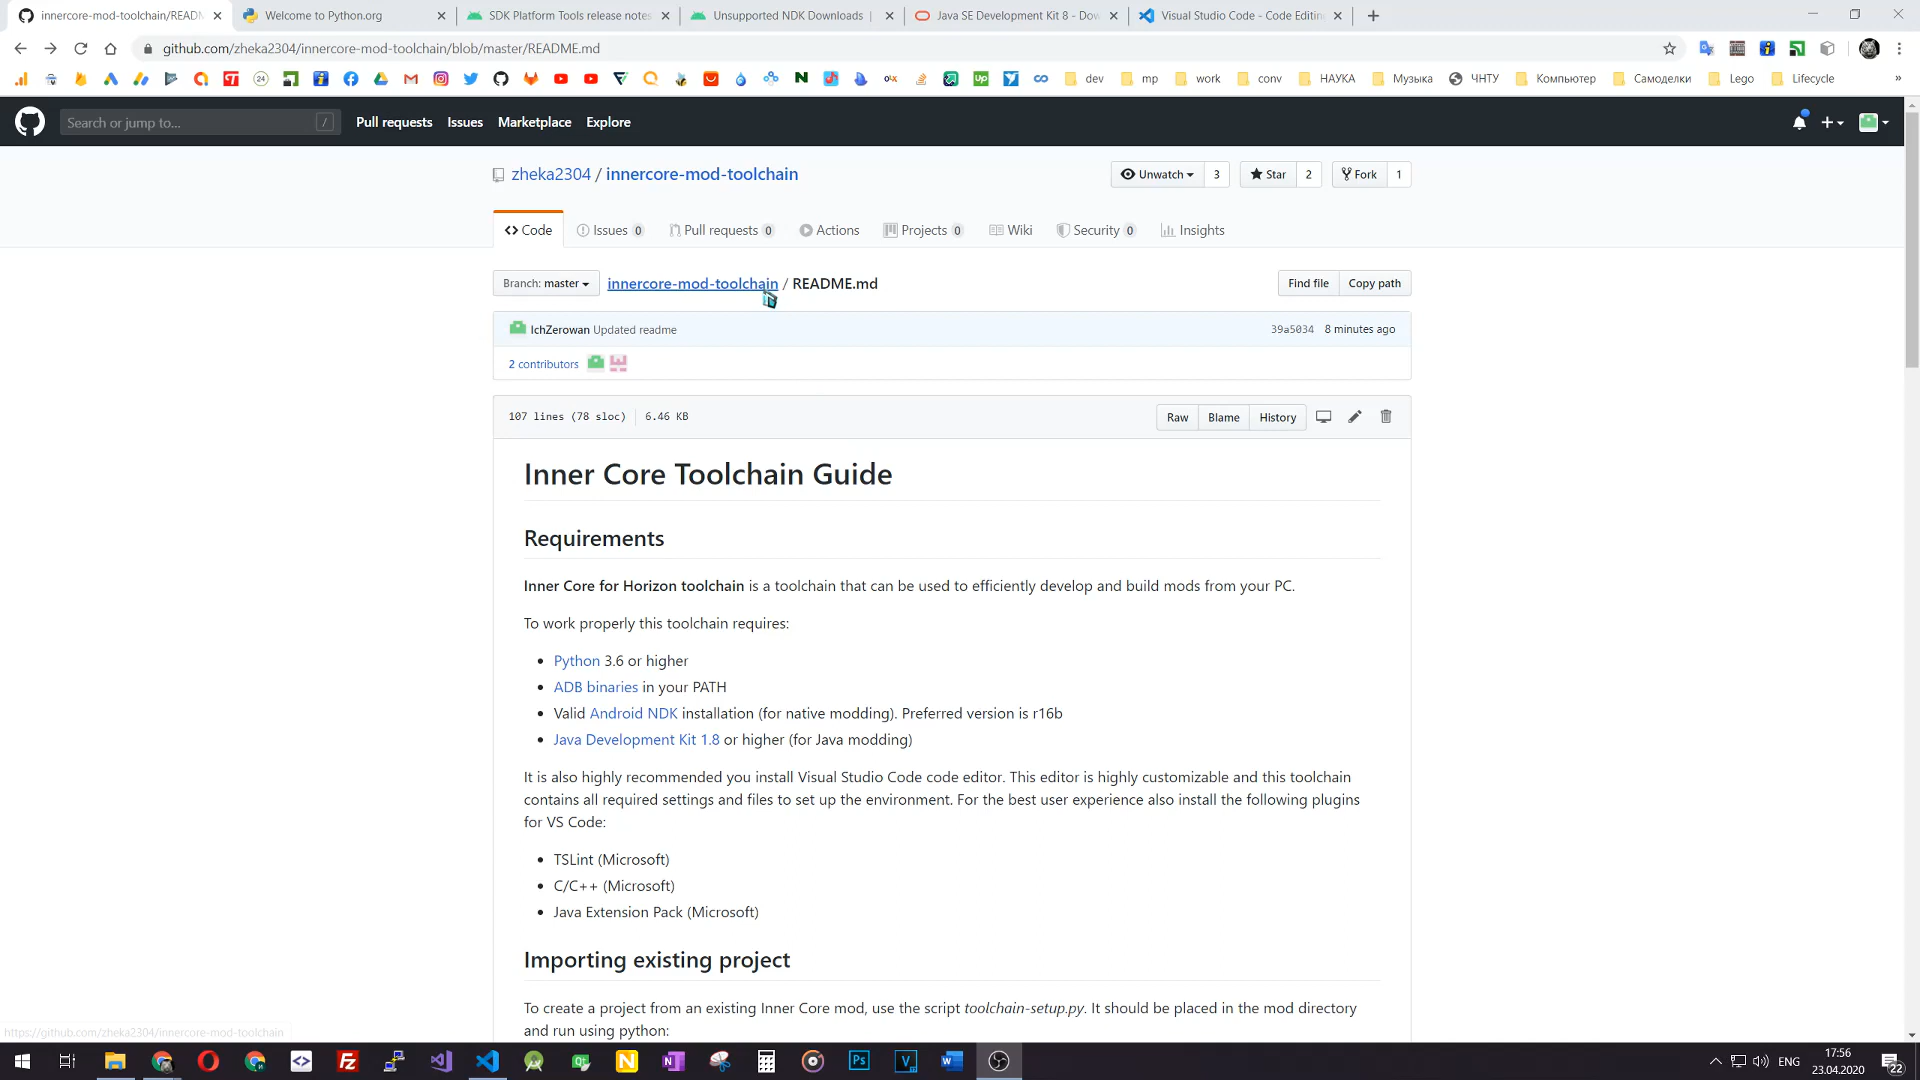 innercore-mod-toolchain/READM
Welcome to Python.org
SDK Platform Tools release notes
Unsupported NDK Downloads
Java SE Development Kit 8 - Dow
Visual Studio Code - Code Editin
github.com/zheka2304/innercore-mod-toolchain/blob/master/README.md
dev
mp
work
conv
НАУКА
Музыка
ЧНТУ
Компьютер
Самоделки
Lego
Lifecycle
»
Search or jump to...
/
Pull requests
Issues
Marketplace
Explore
zheka2304 / innercore-mod-toolchain
Unwatch 3
Star 2
Fork 1
<> Code
Issues 0
Pull requests 0
Actions
Projects 0
Wiki
Security 0
Insights
Branch: master
innercore-mod-toolchain / README.md
Find file
Copy path
IchZerowan Updated readme
39a5034 8 minutes ago
2 contributors
107 lines (78 sloc) | 6.46 KB
Raw
Blame
History
Inner Core Toolchain Guide
Requirements
Inner Core for Horizon toolchain is a toolchain that can be used to efficiently develop and build mods from your PC.
To work properly this toolchain requires:
• Python 3.6 or higher
• ADB binaries in your PATH
• Valid Android NDK installation (for native modding). Preferred version is r16b
• Java Development Kit 1.8 or higher (for Java modding)
It is also highly recommended you install Visual Studio Code code editor. This editor is highly customizable and this toolchain
contains all required settings and files to set up the environment. For the best user experience also install the following plugins
for VS Code:
• TSLint (Microsoft)
• C/C++ (Microsoft)
• Java Extension Pack (Microsoft)
Importing existing project
To create a project from an existing Inner Core mod, use the script toolchain-setup.py. It should be placed in the mod directory
and run using python:
https://github.com/zheka2304/innercore-mod-toolchain
ENG
17:56
23.04.2020
22